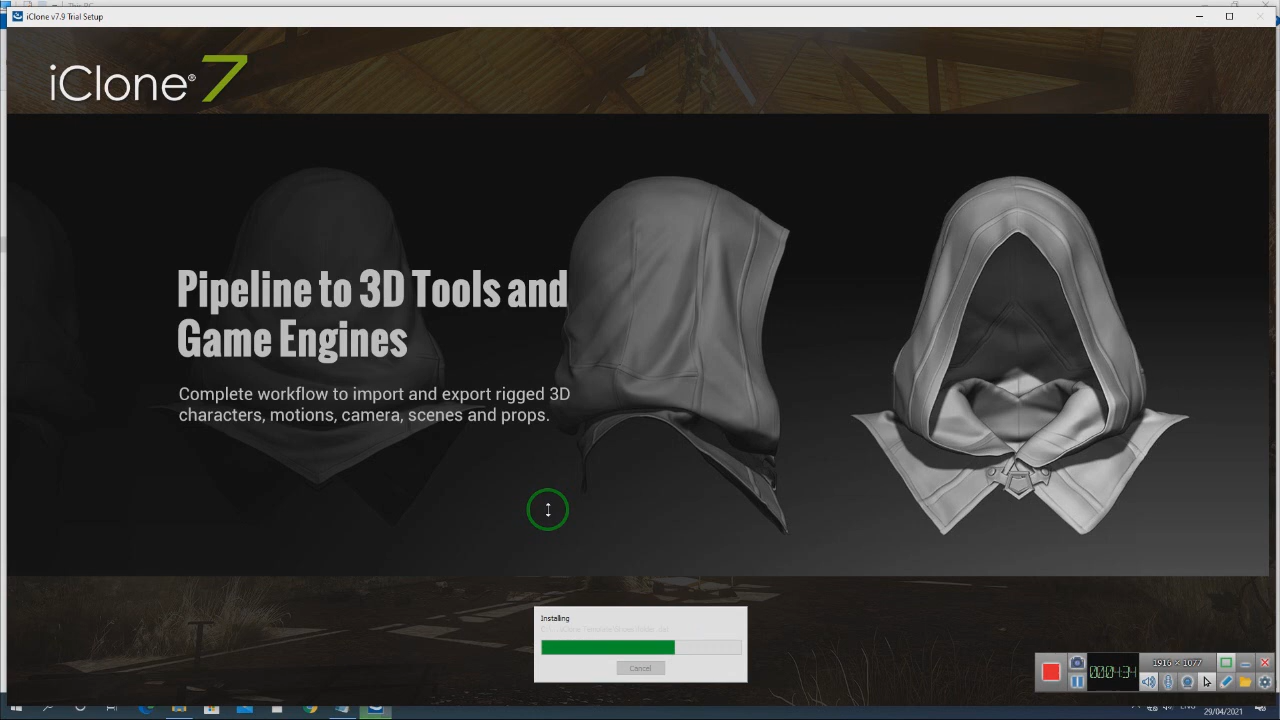 iClone v7.9 Trial Setup
iClone® 7
Pipeline to 3D Tools and
Game Engines
Complete workflow to import and export rigged 3D
characters, motions, camera, scenes and props.
Installing
Cancel
1916 × 1077
29/04/2021